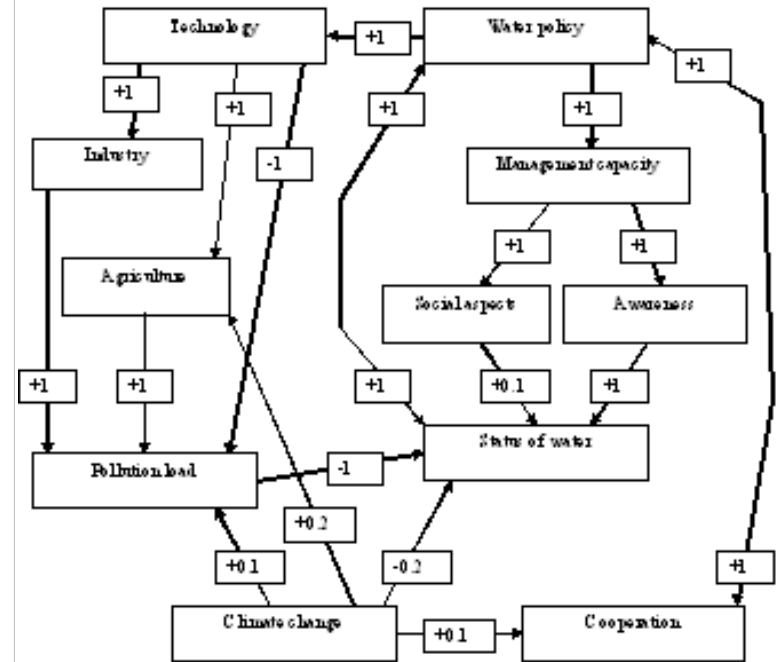 Technology
Water policy
+1
+1
+1
+1
+1
+1
Industry
-1
Management capacity
+1
+1
Agriculture
Social aspects
Awareness
+1
+1
+1
+0.1
+1
Status of water
Pollution load
-1
+0.2
+0.1
-0.2
+1
Climate change
+0.1
Cooperation